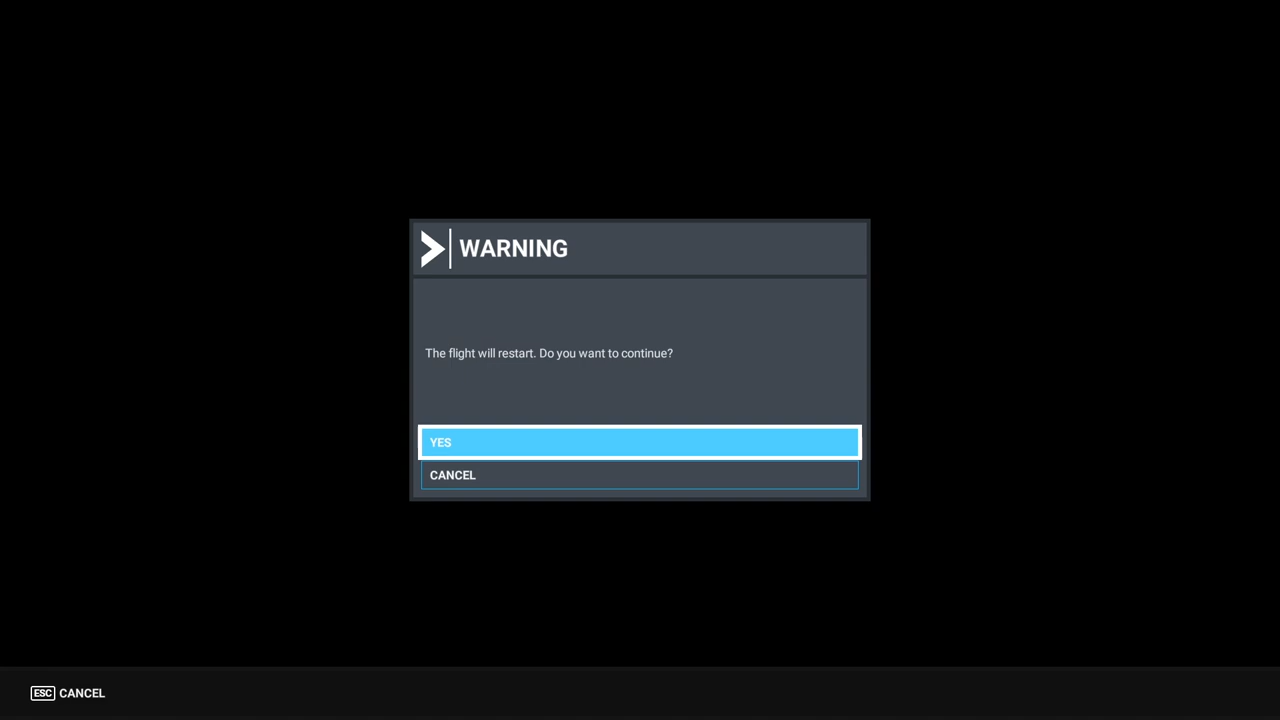 WARNING
The flight will restart. Do you want to continue?
YES
CANCEL
ESC CANCEL